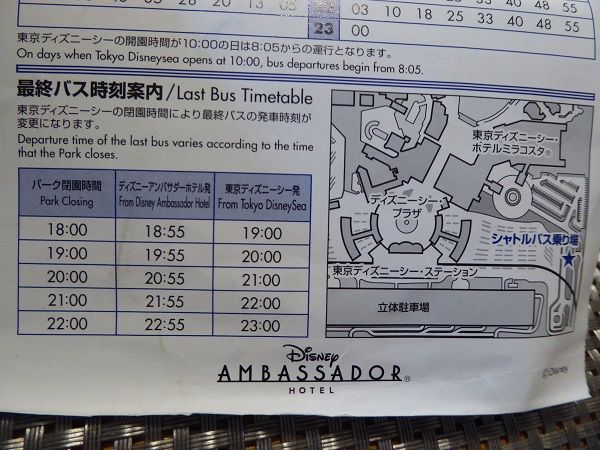 10 18 25 33 40 48 55
03 10 18 25 33 40 48 55
23 00
東京ディズニーシーの開園時間が10:00の日は8:05からの運行となります。
On days when Tokyo Disneysea opens at 10:00, bus departures begin from 8:05.
最終バス時刻案内/Last Bus Timetable
東京ディズニーシーの閉園時間により最終バスの発車時刻が
変更になります。
Departure time of the last bus varies according to the time
that the Park closes.
パーク閉園時間 ディズニーアンバサダーホテル発 東京ディズニーシー発
Park Closing From Disney Ambassador Hotel From Tokyo DisneySea
18:00 18:55 19:00
19:00 19:55 20:00
20:00 20:55 21:00
21:00 21:55 22:00
22:00 22:55 23:00
東京ディズニーシー・
ホテルミラコスタ®
ディズニーシー・
プラザ
シャトルバス乗り場
東京ディズニーシー・ステーション
立体駐車場
Disney
AMBASSADOR®
HOTEL
©Disney